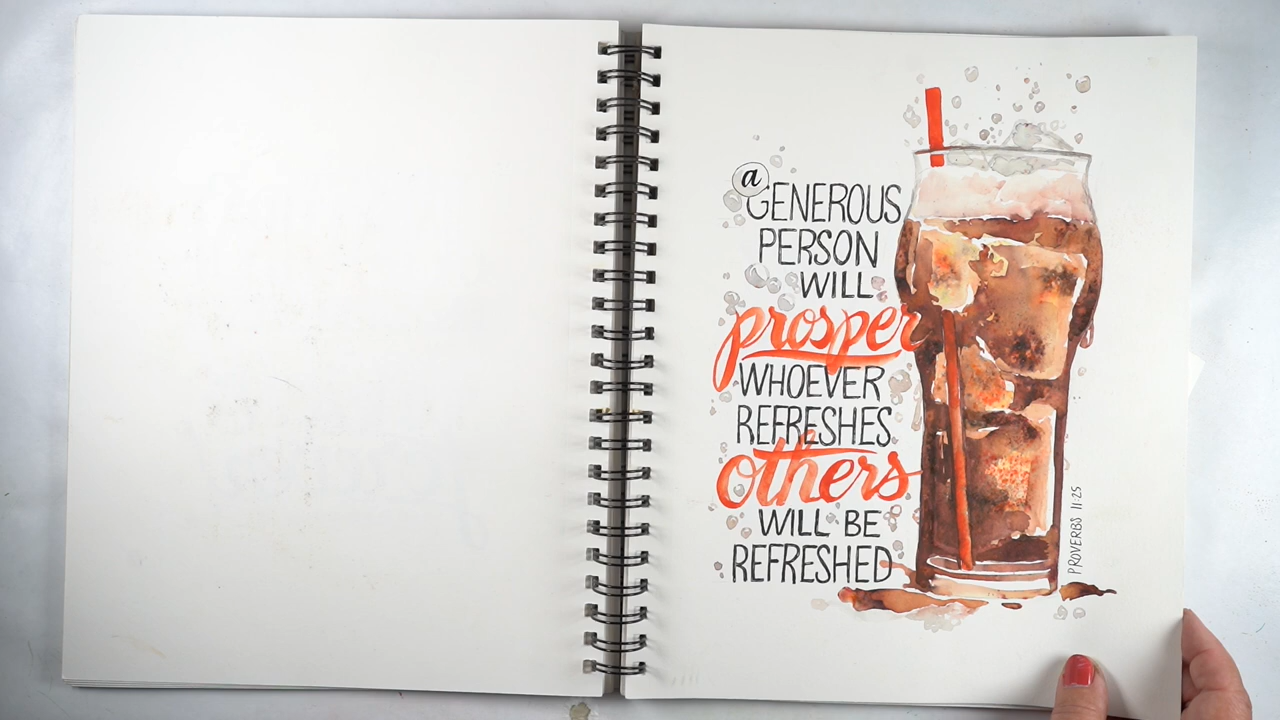 a
GENEROUS
PERSON
WILL
prosper
WHOEVER
REFRESHES
others
WILL BE
REFRESHED
PROVERBS 11:25